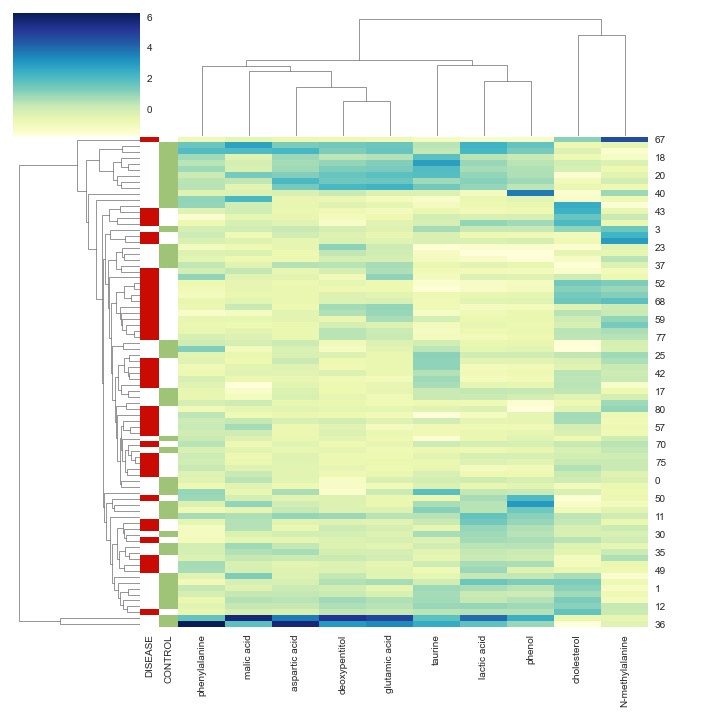 6
4
2
0
67
18
20
40
43
3
23
37
52
68
59
77
25
42
17
80
57
70
75
0
50
11
30
35
49
1
12
36
DISEASE
CONTROL
phenylalanine
malic acid
aspartic acid
deoxypentitol
glutamic acid
taurine
lactic acid
phenol
cholesterol
N-methylalanine